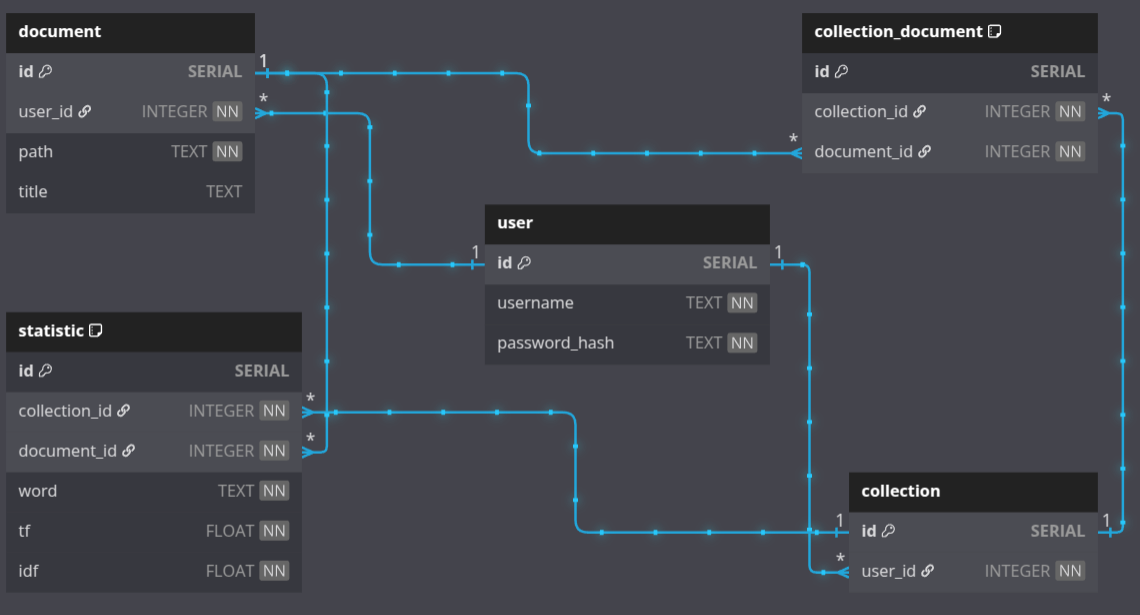 document
id SERIAL
user_id INTEGER NN
path TEXT NN
title TEXT
1
*
collection_document
id SERIAL
collection_id INTEGER NN
document_id INTEGER NN
*
*
user
id SERIAL
username TEXT NN
password_hash TEXT NN
1
1
statistic
id SERIAL
collection_id INTEGER NN
document_id INTEGER NN
word TEXT NN
tf FLOAT NN
idf FLOAT NN
*
*
collection
id SERIAL
user_id INTEGER NN
1
*
1